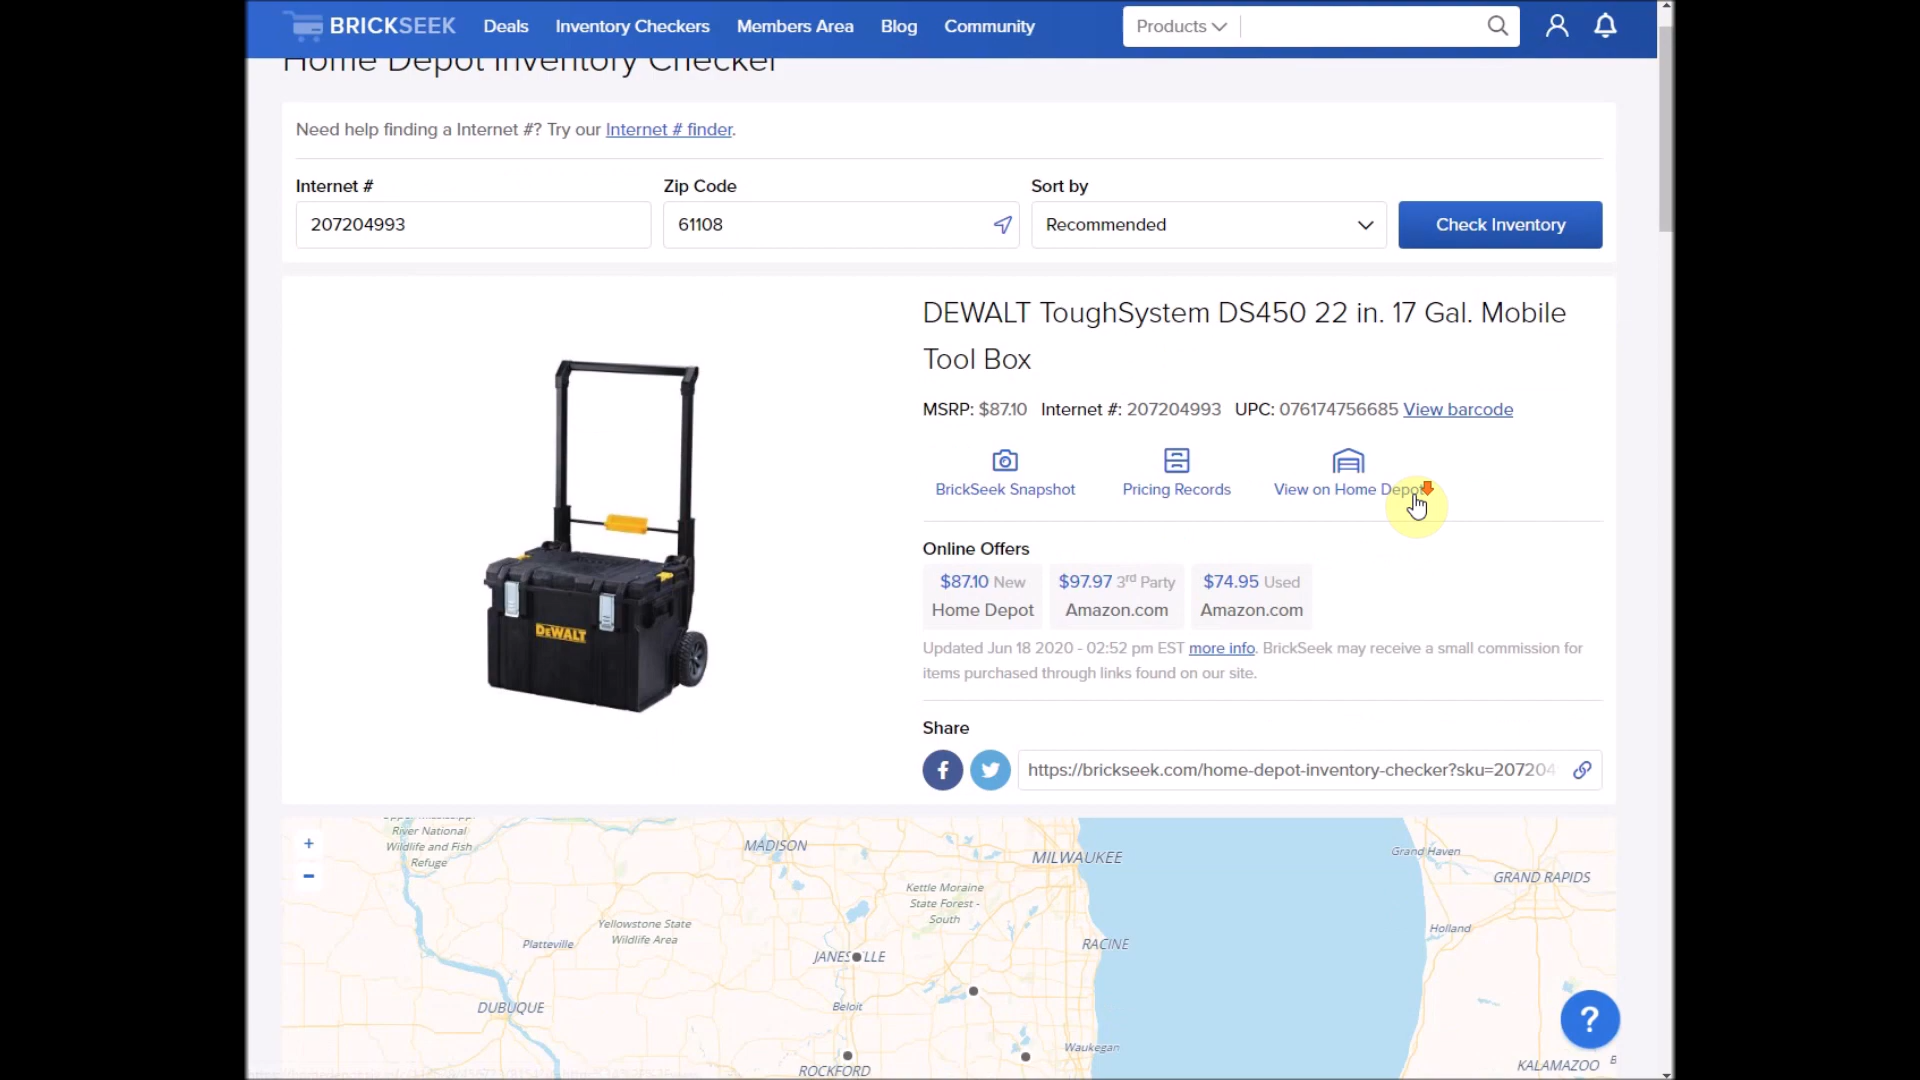 BRICKSEEK Deals Inventory Checkers Members Area Blog Community Products
Home Depot Inventory Checker
Need help finding a Internet #? Try our Internet # finder.
Internet # Zip Code Sort by
207204993 61108 Recommended Check Inventory
DEWALT ToughSystem DS450 22 in. 17 Gal. Mobile
Tool Box
MSRP: $87.10 Internet #: 207204993 UPC: 076174756685 View barcode
BrickSeek Snapshot Pricing Records View on Home Depot
Online Offers
$87.10 New $97.97 3rd Party $74.95 Used
Home Depot Amazon.com Amazon.com
Updated Jun 18 2020 - 02:52 pm EST more info. BrickSeek may receive a small commission for
items purchased through links found on our site.
Share
https://brickseek.com/home-depot-inventory-checker?sku=207204
DEWALT
+
-
River National
Wildlife and Fish
Refuge
MADISON
MILWAUKEE
Grand Haven
GRAND RAPIDS
Kettle Moraine
State Forest -
South
Yellowstone State
Wildlife Area
Platteville
Holland
RACINE
JANESVILLE
DUBUQUE
Beloit
Waukegan
ROCKFORD
KALAMAZOO
?